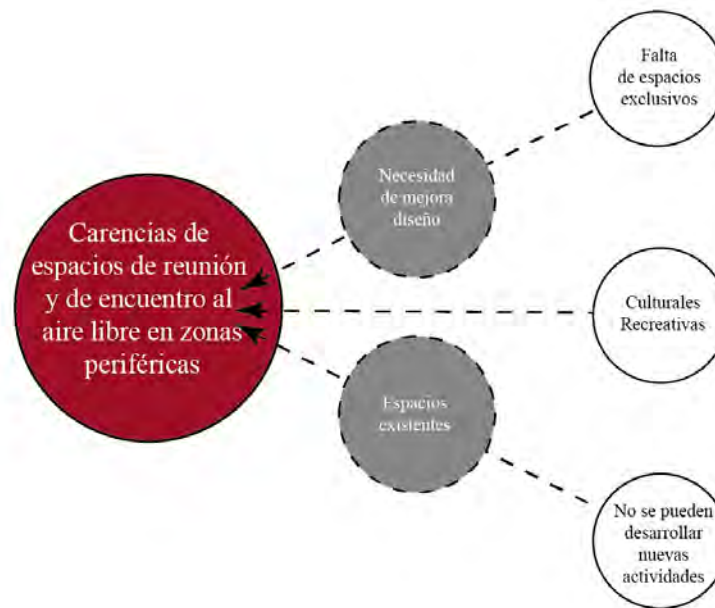 Falta
de espacios
exclusivos
Necesidad
de mejora
diseño
Carencias de
espacios de reunión
y de encuentro al
aire libre en zonas
periféricas
Culturales
Recreativas
Espacios
existentes
No se pueden
desarrollar
nuevas
actividades